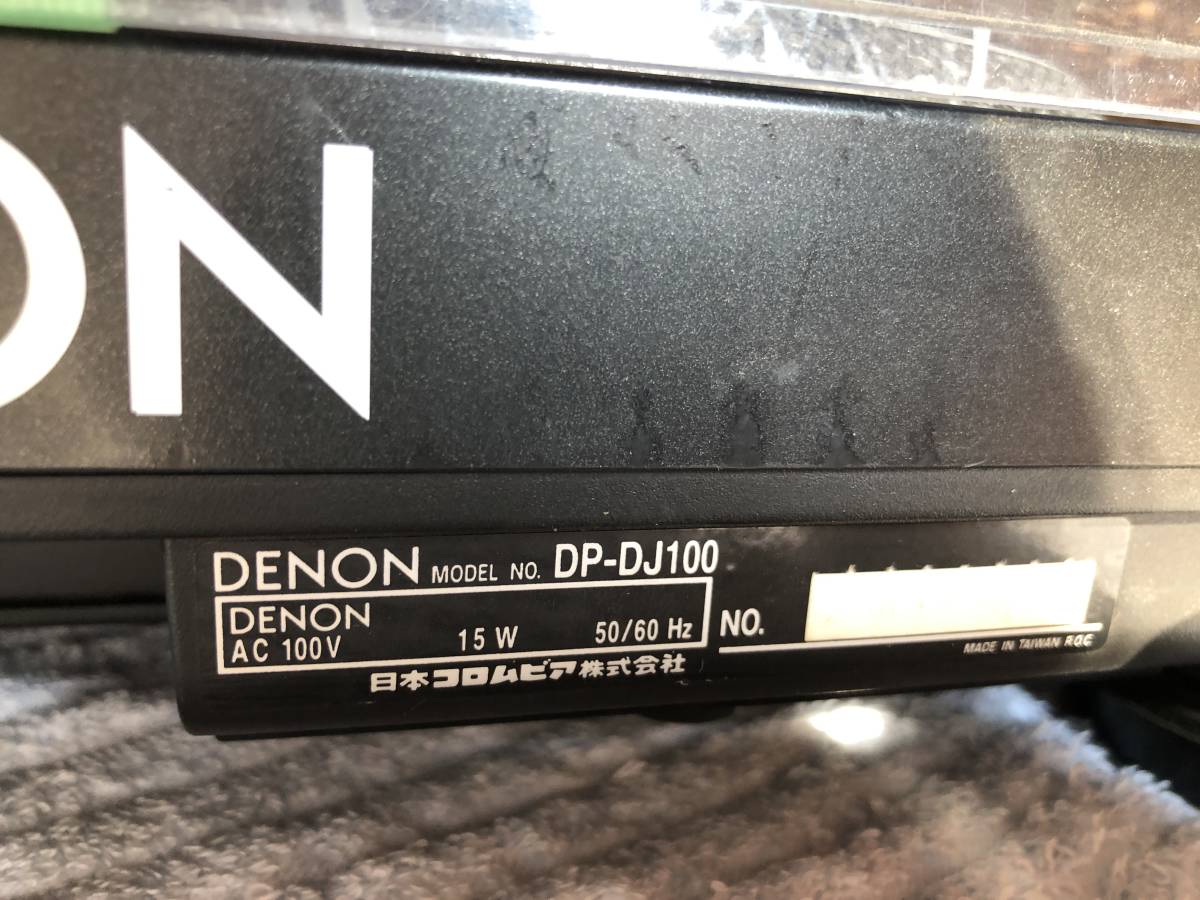 ON
DENON MODEL NO. DP-DJ100
DENON
AC 100V 15 W 50/60 Hz
NO.
MADE IN TAIWAN R.O.C
日本コロムビア株式会社